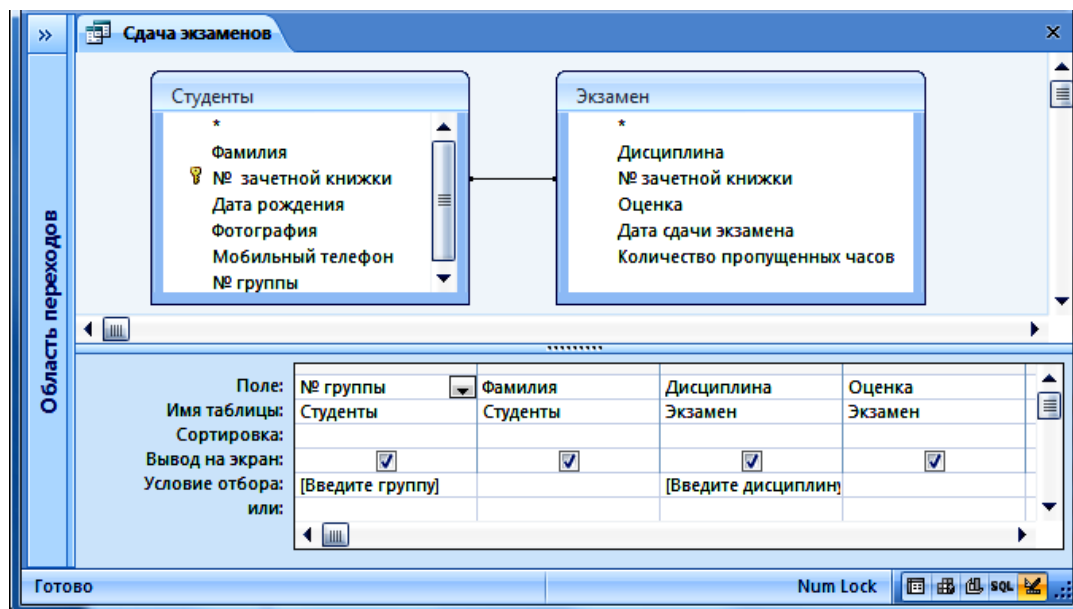 » Сдача экзаменов ×
Область переходов
Студенты
*
Фамилия
№ зачетной книжки
Дата рождения
Фотография
Мобильный телефон
№ группы
Экзамен
*
Дисциплина
№ зачетной книжки
Оценка
Дата сдачи экзамена
Количество пропущенных часов
Поле: № группы Фамилия Дисциплина Оценка
Имя таблицы: Студенты Студенты Экзамен Экзамен
Сортировка:
Вывод на экран:
Условие отбора: [Введите группу] [Введите дисциплину
или:
Готово Num Lock SQL